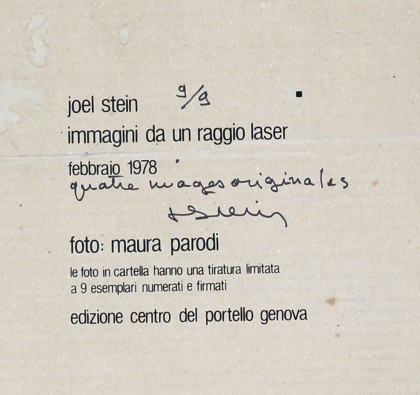 joel stein 9/9
immagini da un raggio laser
febbraio 1978
quatre images originales
J Stein
foto: maura parodi
le foto in cartella hanno una tiratura limitata
a 9 esemplari numerati e firmati
edizione centro del portello genova